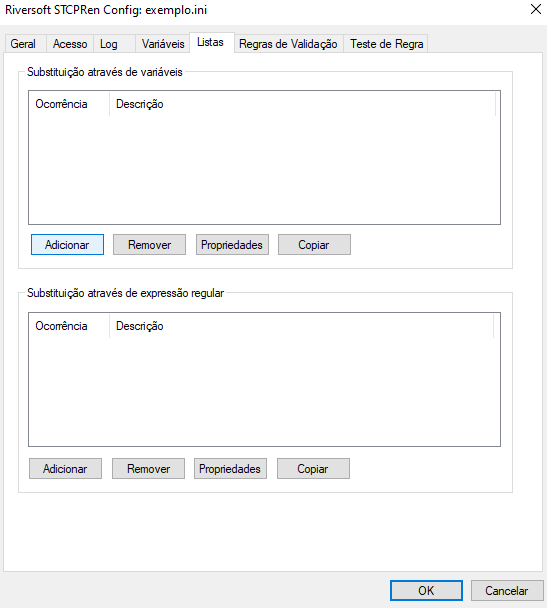 Riversoft STCPRen Config: exemplo.ini
Geral Acesso Log Variáveis Listas Regras de Validação Teste de Regra
Substituição através de variáveis
Ocorrência Descrição
Adicionar Remover Propriedades Copiar
Substituição através de expressão regular
Ocorrência Descrição
Adicionar Remover Propriedades Copiar
OK Cancelar